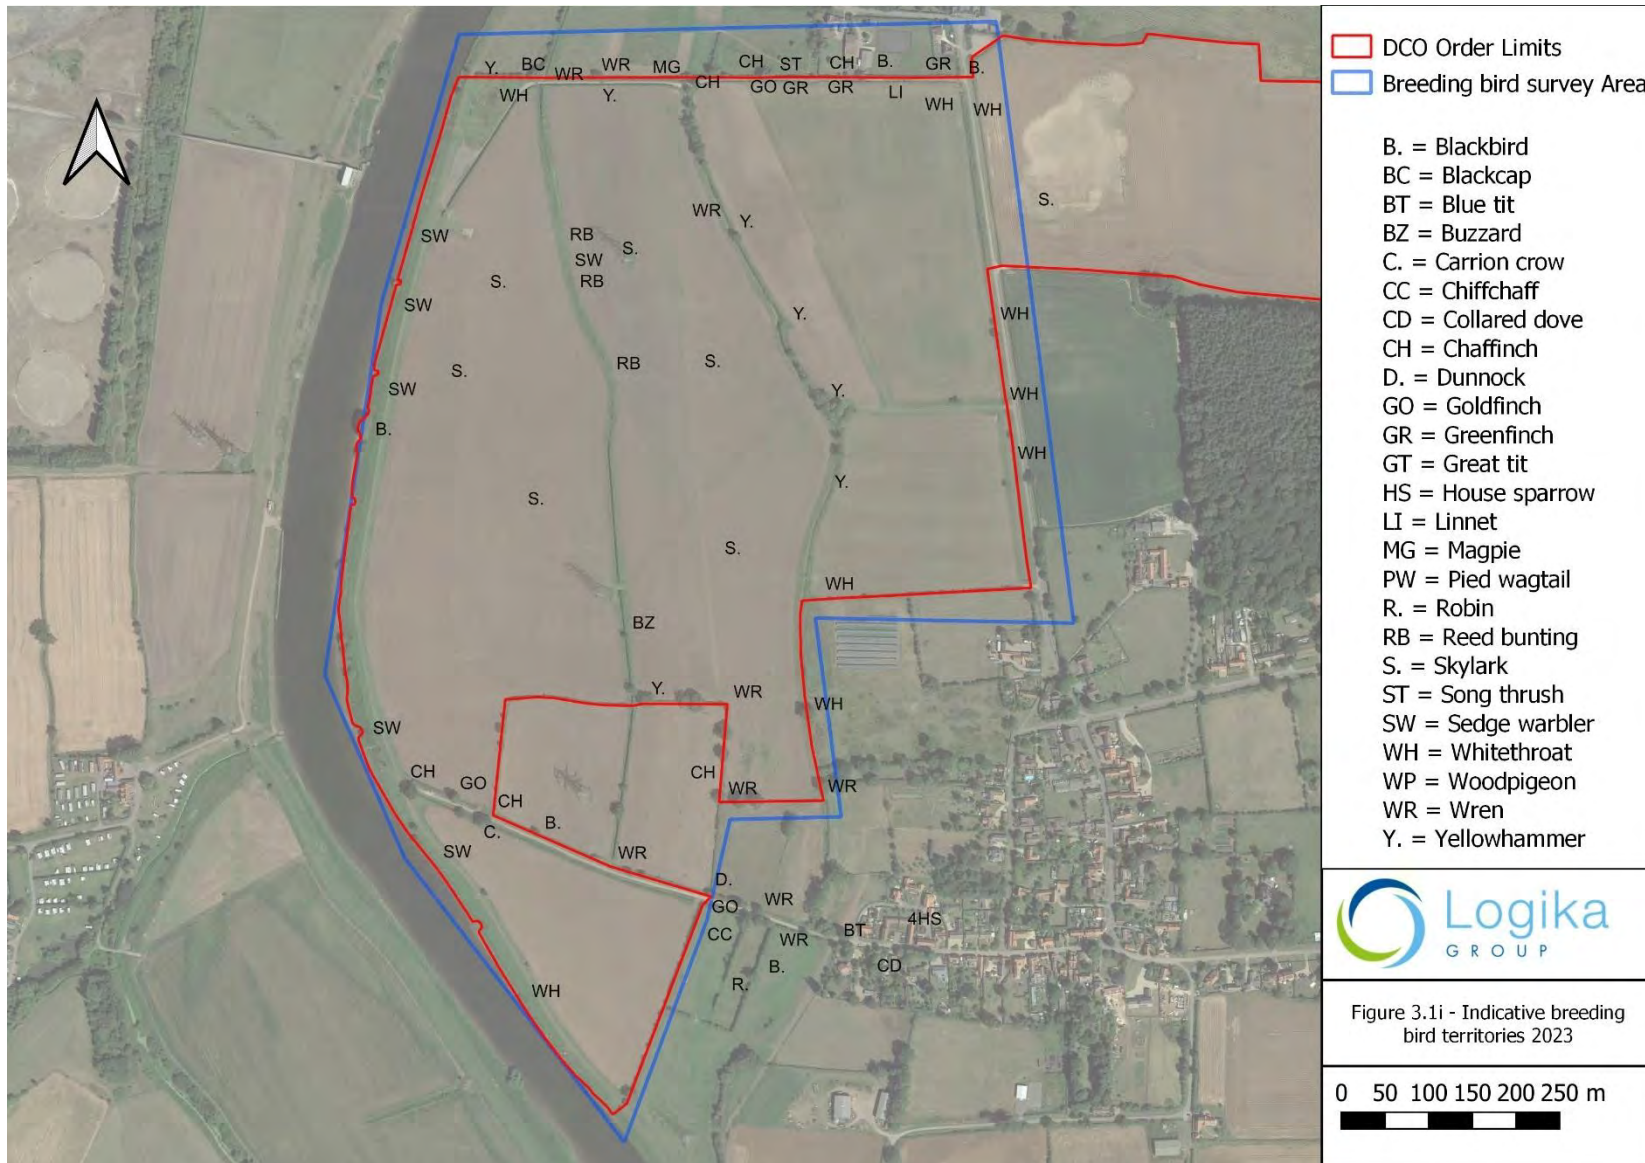 Y.
BC
WR
WR
MG
CH
CH
ST
CH
B.
GR
B.
WH
Y.
GO
GR
GR
LI
WH
WH
S.
WR
Y.
SW
RB
S.
SW
RB
S.
SW
Y.
WH
RB
S.
S.
SW
Y.
WH
B.
WH
Y.
S.
S.
WH
BZ
Y.
WR
WH
SW
CH
GO
CH
CH
WR
WR
C.
B.
SW
WR
D.
GO
WR
CC
WR
BT
4HS
B.
CD
R.
WH
DCO Order Limits
Breeding bird survey Area
B. = Blackbird
BC = Blackcap
BT = Blue tit
BZ = Buzzard
C. = Carrion crow
CC = Chiffchaff
CD = Collared dove
CH = Chaffinch
D. = Dunnock
GO = Goldfinch
GR = Greenfinch
GT = Great tit
HS = House sparrow
LI = Linnet
MG = Magpie
PW = Pied wagtail
R. = Robin
RB = Reed bunting
S. = Skylark
ST = Song thrush
SW = Sedge warbler
WH = Whitethroat
WP = Woodpigeon
WR = Wren
Y. = Yellowhammer
Logika
GROUP
Figure 3.1i - Indicative breeding
bird territories 2023
0 50 100 150 200 250 m